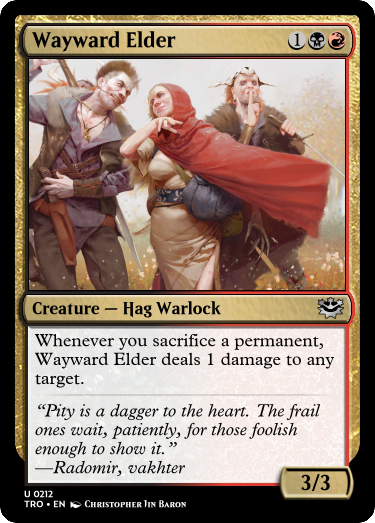 Wayward Elder 1
Creature — Hag Warlock
Whenever you sacrifice a permanent,
Wayward Elder deals 1 damage to any
target.
“Pity is a dagger to the heart. The frail
ones wait, patiently, for those foolish
enough to show it.”
—Radomir, vakhter
3/3
U 0212
TRO • EN Christopher Jin Baron